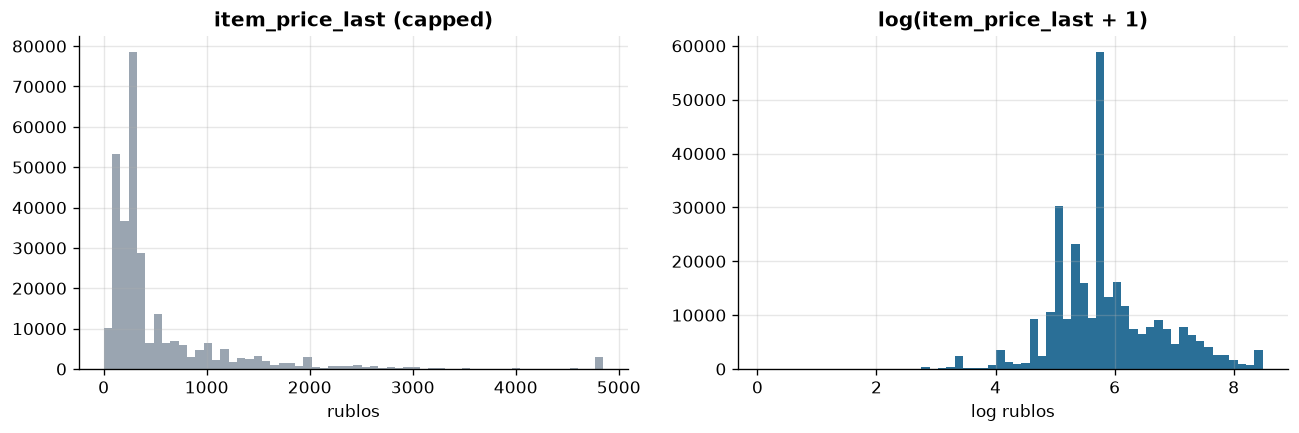 item_price_last (capped)
80000
70000
60000
50000
40000
30000
20000
10000
0
0 1000 2000 3000 4000 5000
rublos
log(item_price_last + 1)
60000
50000
40000
30000
20000
10000
0
0 2 4 6 8
log rublos